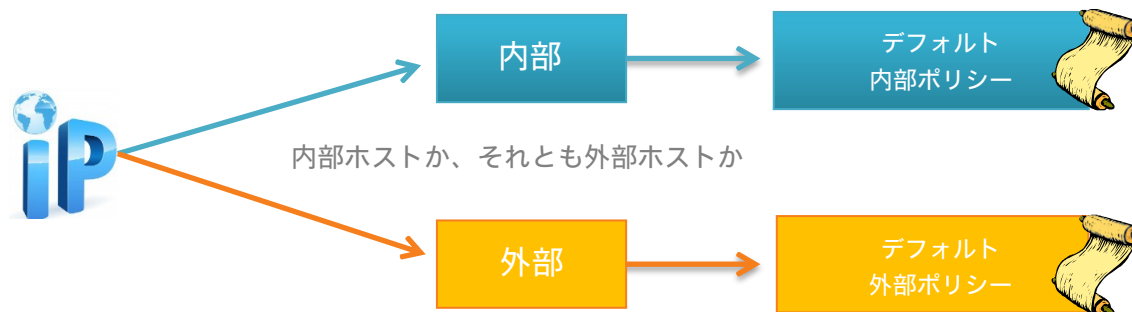 内部
デフォルト
内部ポリシー
iP
内部ホストか、それとも外部ホストか
外部
デフォルト
外部ポリシー